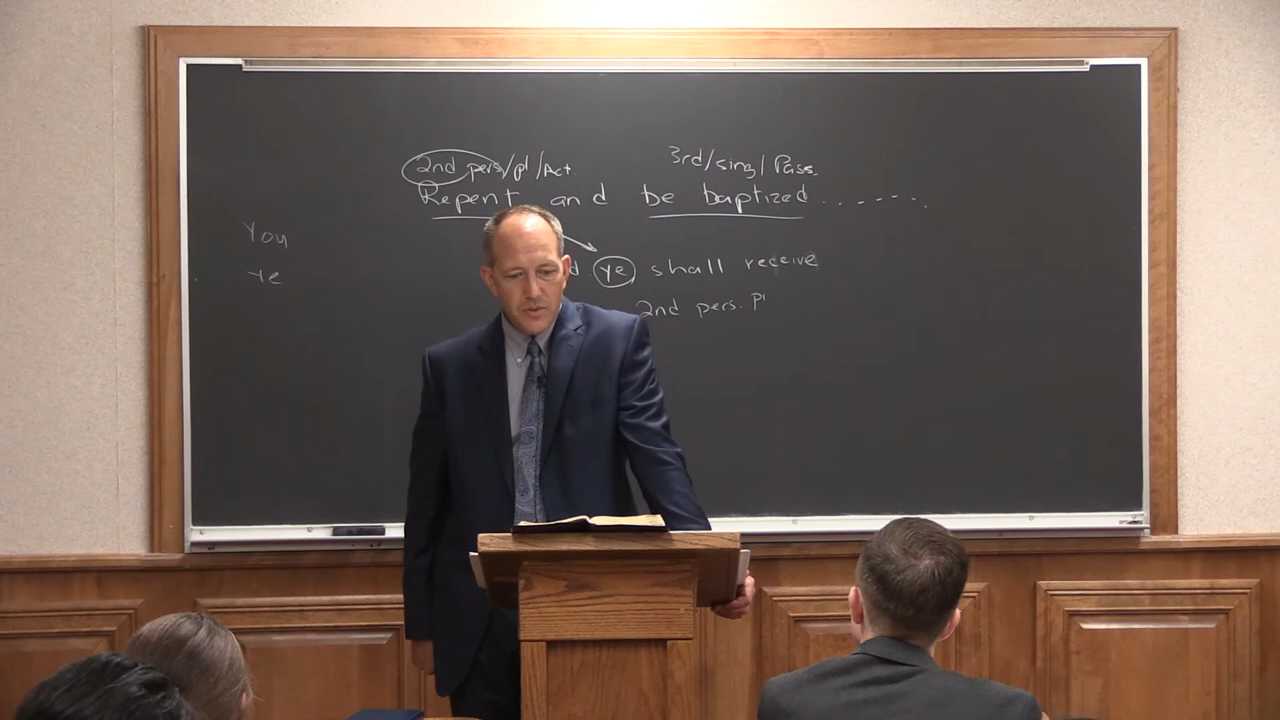 2nd pers/pl/Act. 3rd/sing/Pass.
Repent and be baptized . . . . . . .
You
ye shall receive
Ye
2nd pers. pl